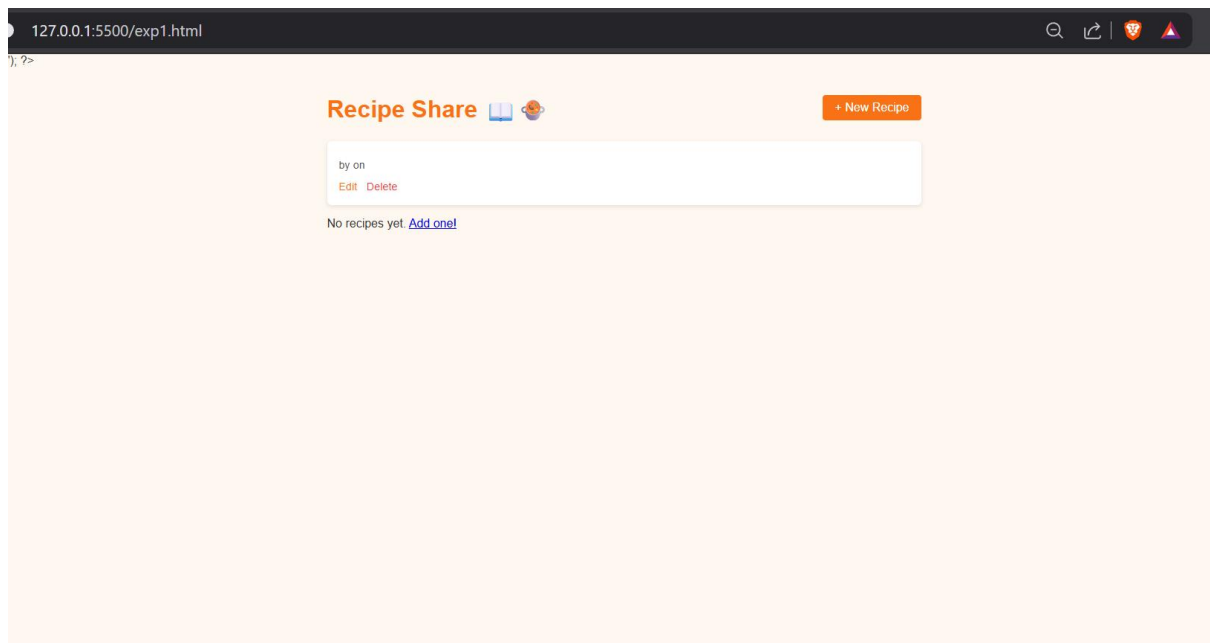 127.0.0.1:5500/exp1.html
'); ?>
Recipe Share 📖 🍲
+ New Recipe
by on
Edit Delete
No recipes yet. Add one!